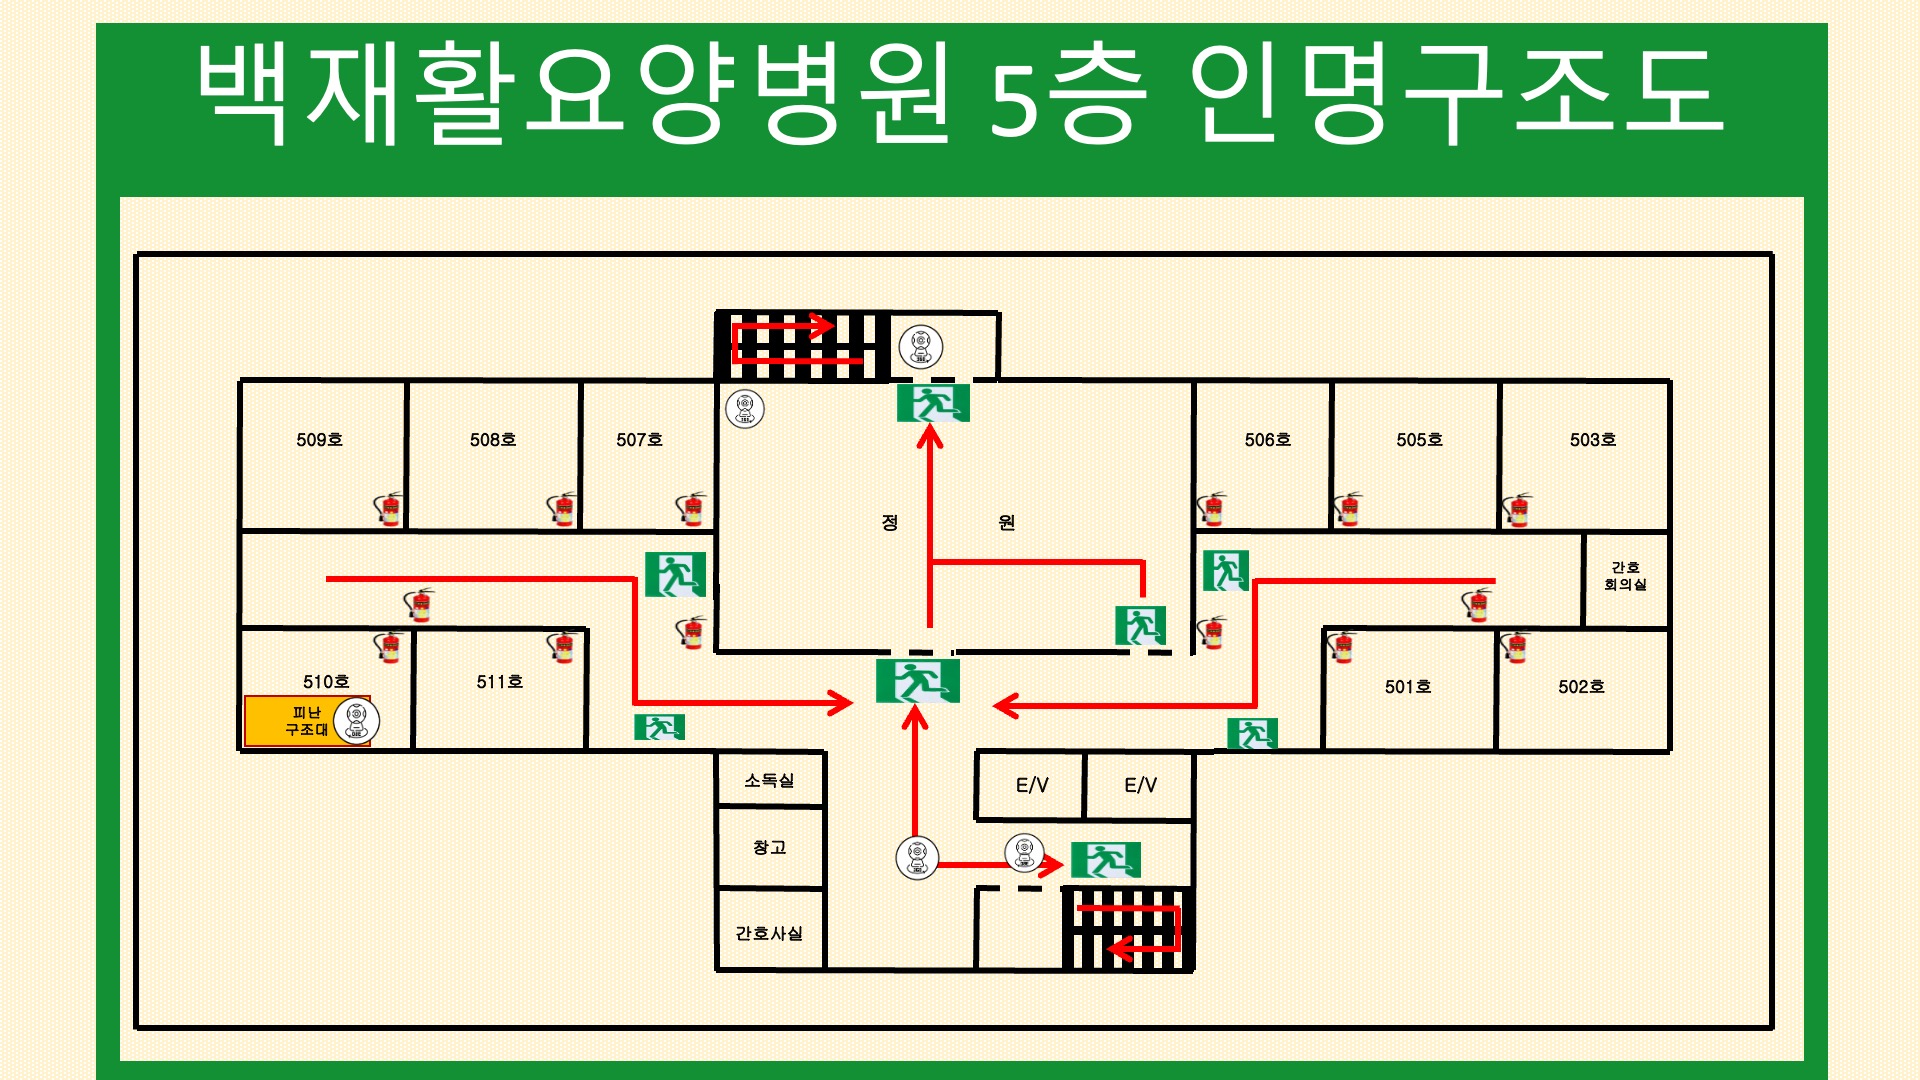 백재활요양병원 5층 인명구조도
509호
508호
507호
506호
505호
503호
정 원
간호
회의실
510호
511호
501호
502호
피난
구조대
소독실
E/V
E/V
창고
간호사실